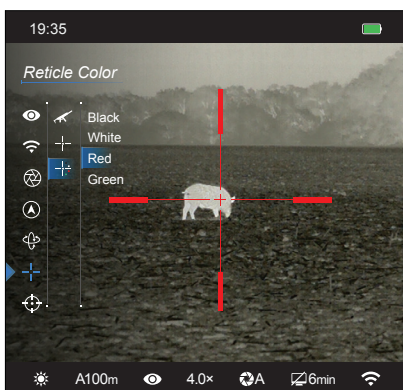 19:35
Reticle Color
Black
White
Red
Green
A100m 4.0× A 6min